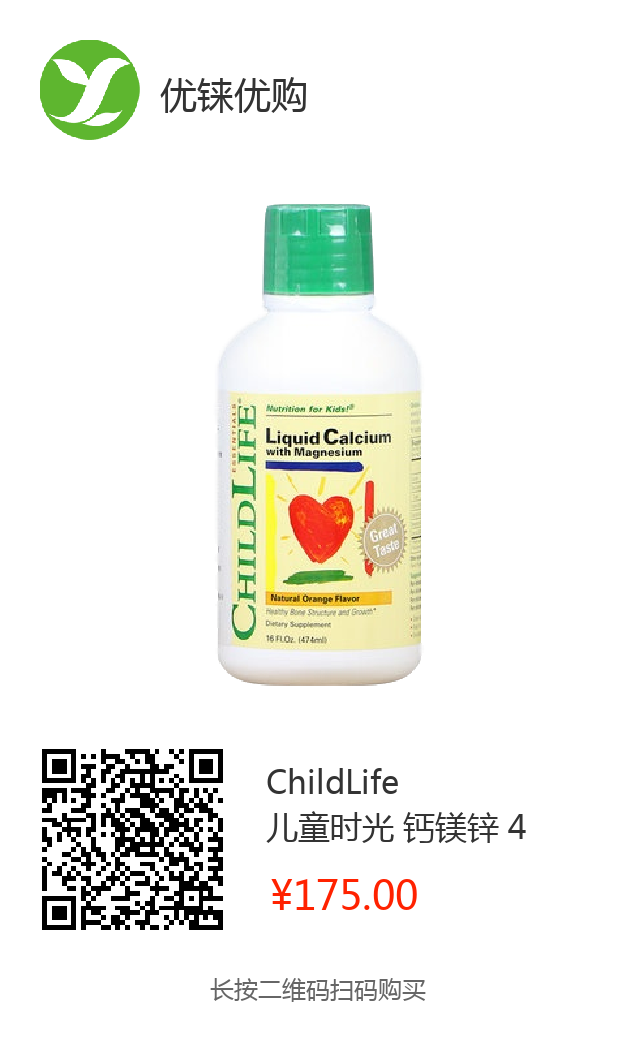 优铼优购
Nutrition for Kids!®
Liquid Calcium
with Magnesium
CHILDLIFE®
ESSENTIALS
Great
Taste
Natural Orange Flavor
Healthy Bone Structure and Growth*
Dietary Supplement
16 Fl.Oz. (474ml)
ChildLife
儿童时光 钙镁锌 4
¥175.00
长按二维码扫码购买